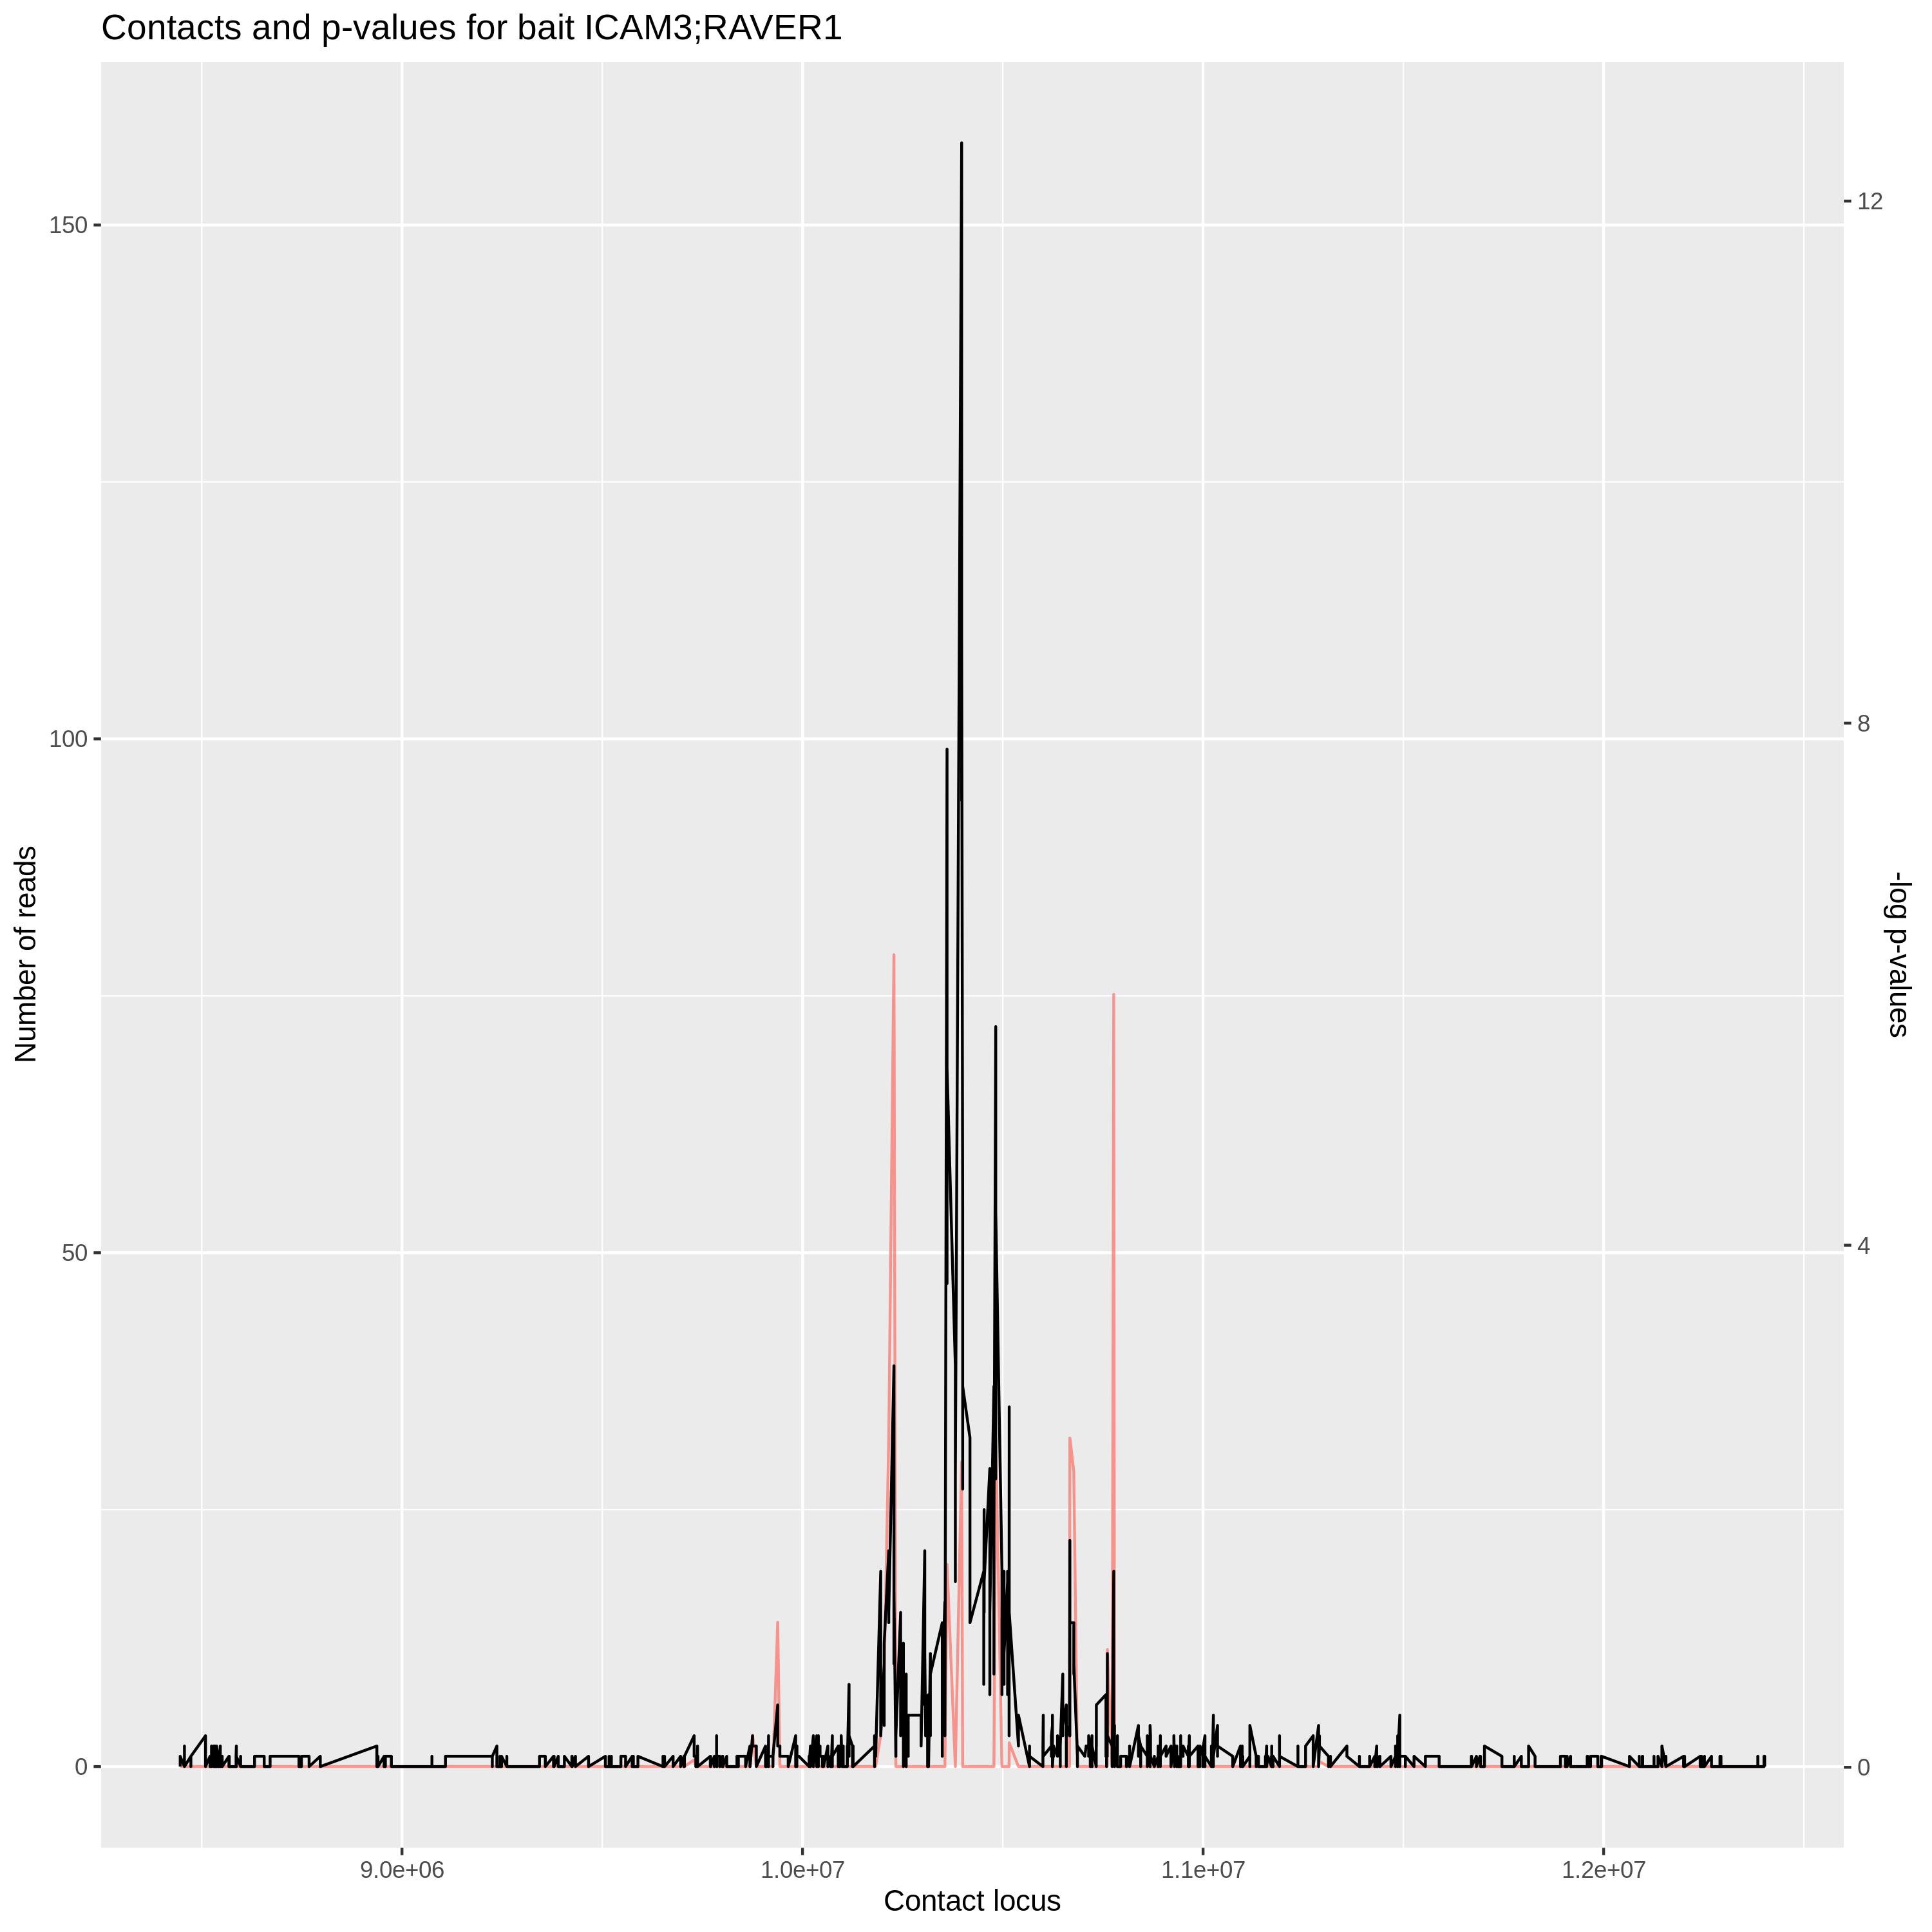 Contacts and p-values for bait ICAM3;RAVER1
150
100
50
0
Number of reads
12
8
4
0
-log p-values
9.0e+06
1.0e+07
1.1e+07
1.2e+07
Contact locus